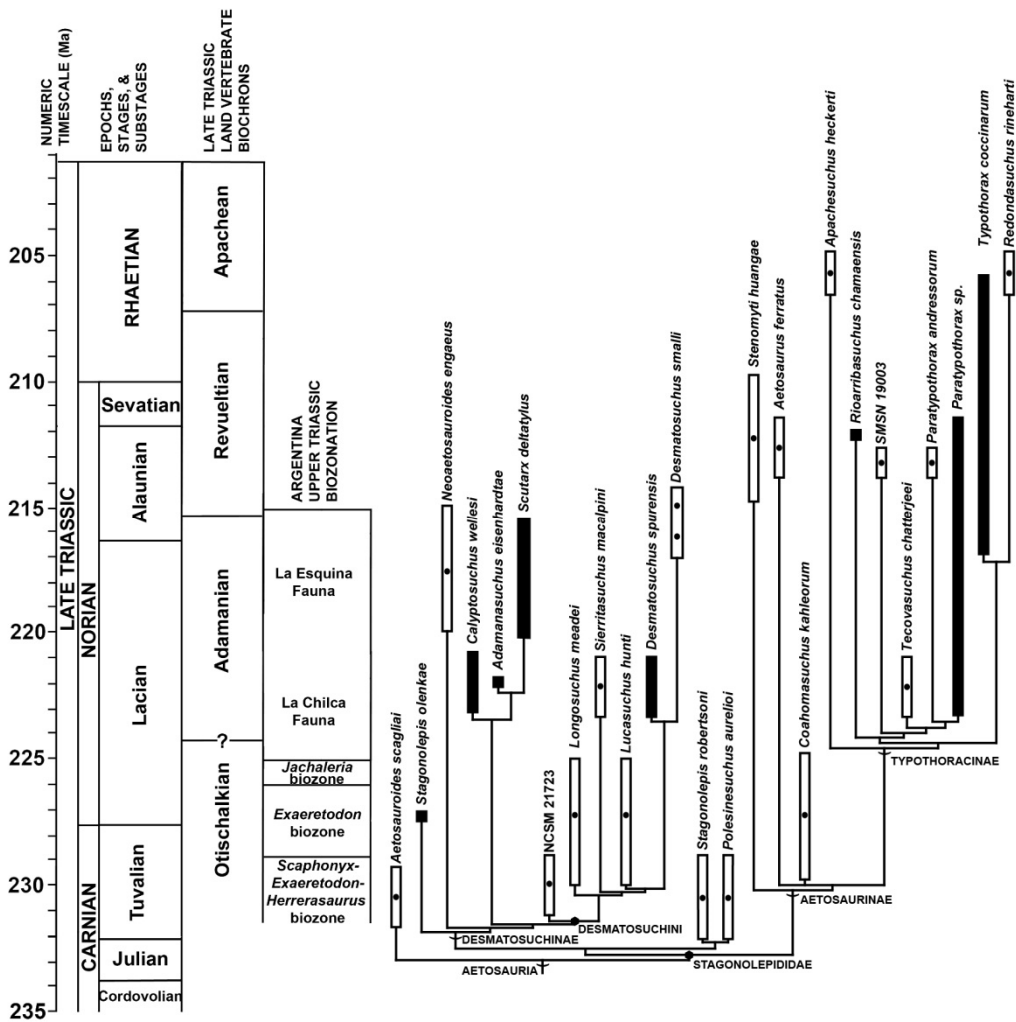 NUMERIC
TIMESCALE (Ma)
EPOCHS,
STAGES, &
SUBSTAGES
LATE TRIASSIC
LAND VERTEBRATE
BIOCHRONS
205
210
215
220
225
230
235
LATE TRIASSIC
RHAETIAN
NORIAN
CARNIAN
Sevatian
Alaunian
Lacian
Tuvalian
Julian
Cordovolian
Apachean
Revueltian
Adamanian
?
Otischalkian
ARGENTINA
UPPER TRIASSIC
BIOZONATION
La Esquina
Fauna
La Chilca
Fauna
Jachaleria
biozone
Exaeretodon
biozone
Scaphonyx-
Exaeretodon-
Herrerasaurus
biozone
Aetosauroides scagliai
Stagonolepis olenkae
Neoaetosauroides engaeus
Calyptosuchus wellesi
Adamanasuchus eisenhardtae
Scutarx deltatylus
NCSM 21723
Longosuchus meadei
Sierritasuchus macalpini
Lucasuchus hunti
Desmatosuchus spurensis
Desmatosuchus smalli
Stagonolepis robertsoni
Polesinesuchus aurelioi
Stenomyti huangae
Aetosaurus ferratus
Coahomasuchus kahleorum
Apachesuchus heckerti
Rioarribasuchus chamaensis
SMSN 19003
Tecovasuchus chatterjeei
Paratypothorax andressorum
Paratypothorax sp.
Typothorax coccinarum
Redondasuchus rineharti
TYPOTHORACINAE
AETOSAURINAE
DESMATOSUCHINI
DESMATOSUCHINAE
STAGONOLEPIDIDAE
AETOSAURIA